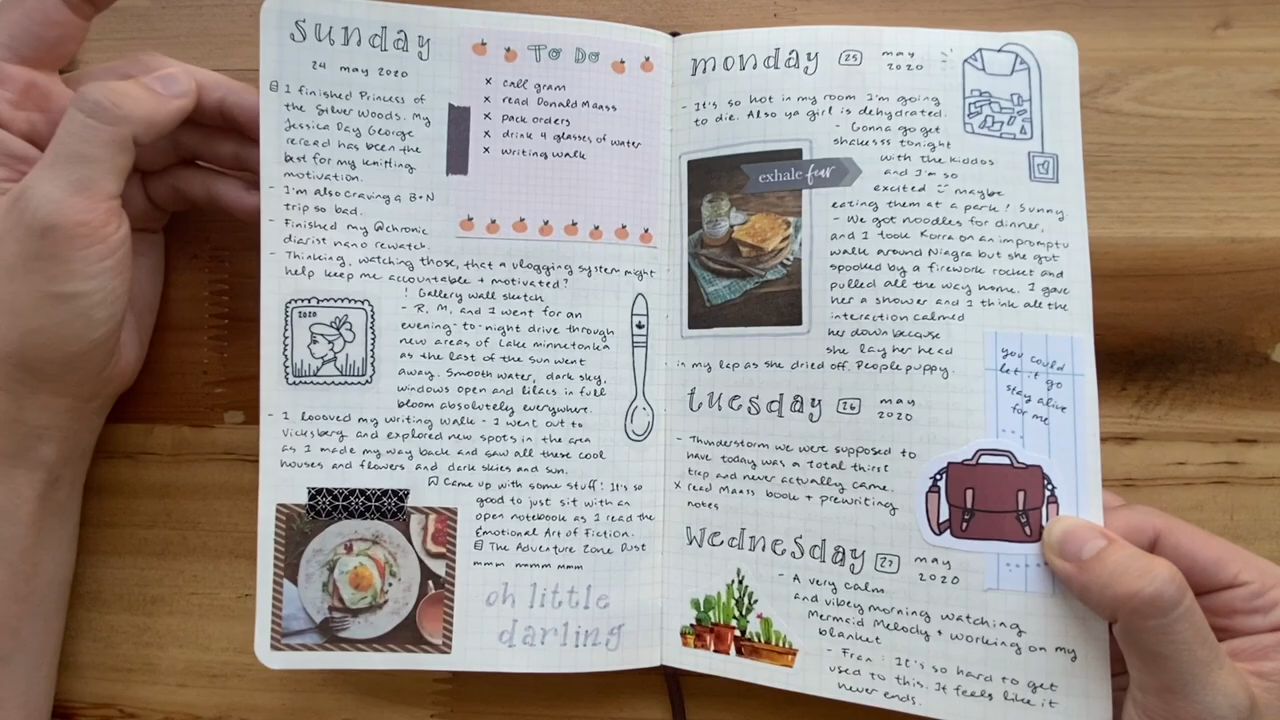 sunday
24 may 2020
I finished Princess of
the Silver Woods. My
Jessica Day George
reread has been the
best for my knitting
motivation.
- I'm also craving a B+N
trip so bad.
- Finished my @chronic
diarist nano rewatch.
- Thinking, watching those, that a vlogging system might
help keep me accountable + motivated?
! Gallery wall sketch
- R, M, and I went for an
evening-to-night drive through
new areas of Lake minnetonka
as the last of the sun went
away. Smooth water, dark sky,
windows open and lilacs in full
bloom absolutely everywhere.
2020
- I loooved my writing walk - I went out to
Vicksberg and explored new spots in the area
as I made my way back and saw all these cool
houses and flowers and dark skies and sun.
Came up with some stuff! It's so
good to just sit with an
open notebook as I read the
Emotional Art of Fiction.
The Adventure Zone Dust
mmm mmmm mmm
oh little
darling
TO DO
x call gram
x read Donald Maass
x pack orders
x drink 4 glasses of water
x writing walk
monday 25 may
2020
- It's so hot in my room I'm going
to die. Also ya girl is dehydrated.
- Gonna go get
shakesss tonight
with the kiddos
and I'm so
excited maybe
eating them at a park! Sunny.
exhale fear
- We got noodles for dinner,
and I took Korra on an impromptu
walk around Niagra but she got
spooked by a firework rocket and
pulled all the way home. I gave
her a shower and I think all the
interaction calmed
her down because
she lay her head
in my lap as she dried off. People puppy.
you could
let it go
stay alive
for me
tuesday 26 may
2020
- Thunderstorm we were supposed to
have today was a total thirst
trap and never actually came.
x read Maass book + prewriting
notes
Wednesday 27 may
2020
- A very calm
and vibey morning watching
Mermaid Melody + working on my
blanket
- Fran: It's so hard to get
used to this. It feels like it
never ends.